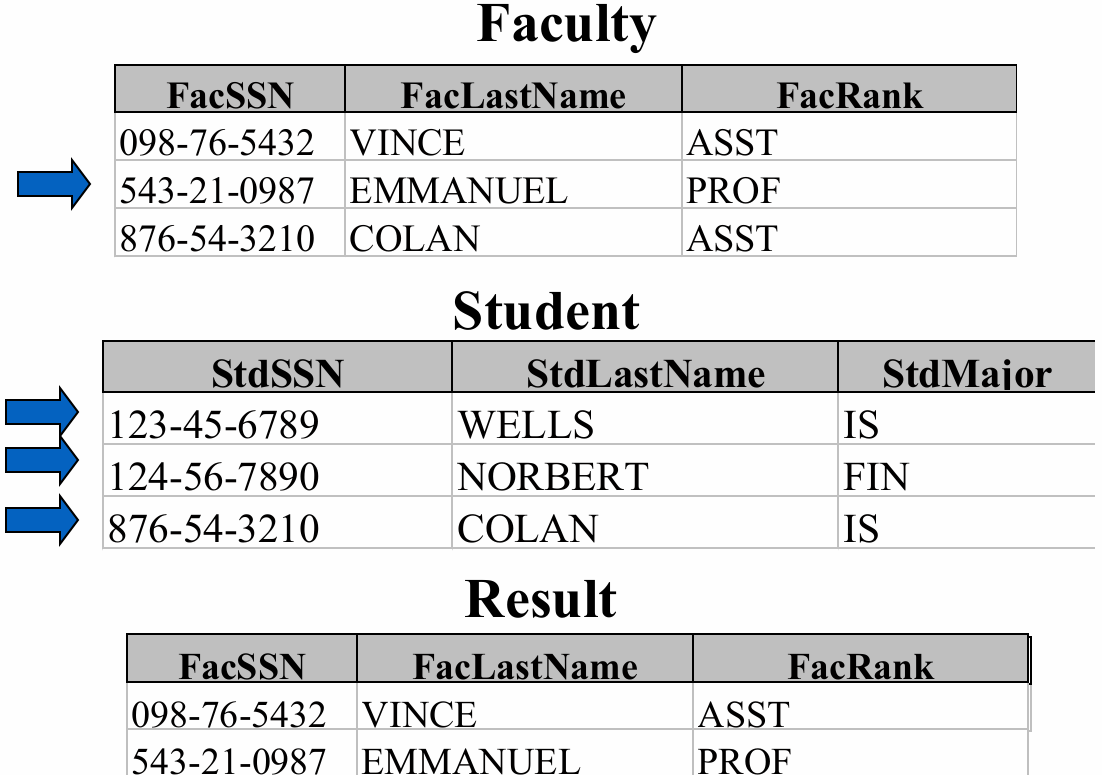 Faculty
FacSSN FacLastName FacRank
098-76-5432 VINCE ASST
543-21-0987 EMMANUEL PROF
876-54-3210 COLAN ASST
Student
StdSSN StdLastName StdMajor
123-45-6789 WELLS IS
124-56-7890 NORBERT FIN
876-54-3210 COLAN IS
Result
FacSSN FacLastName FacRank
098-76-5432 VINCE ASST
543-21-0987 EMMANUEL PROF